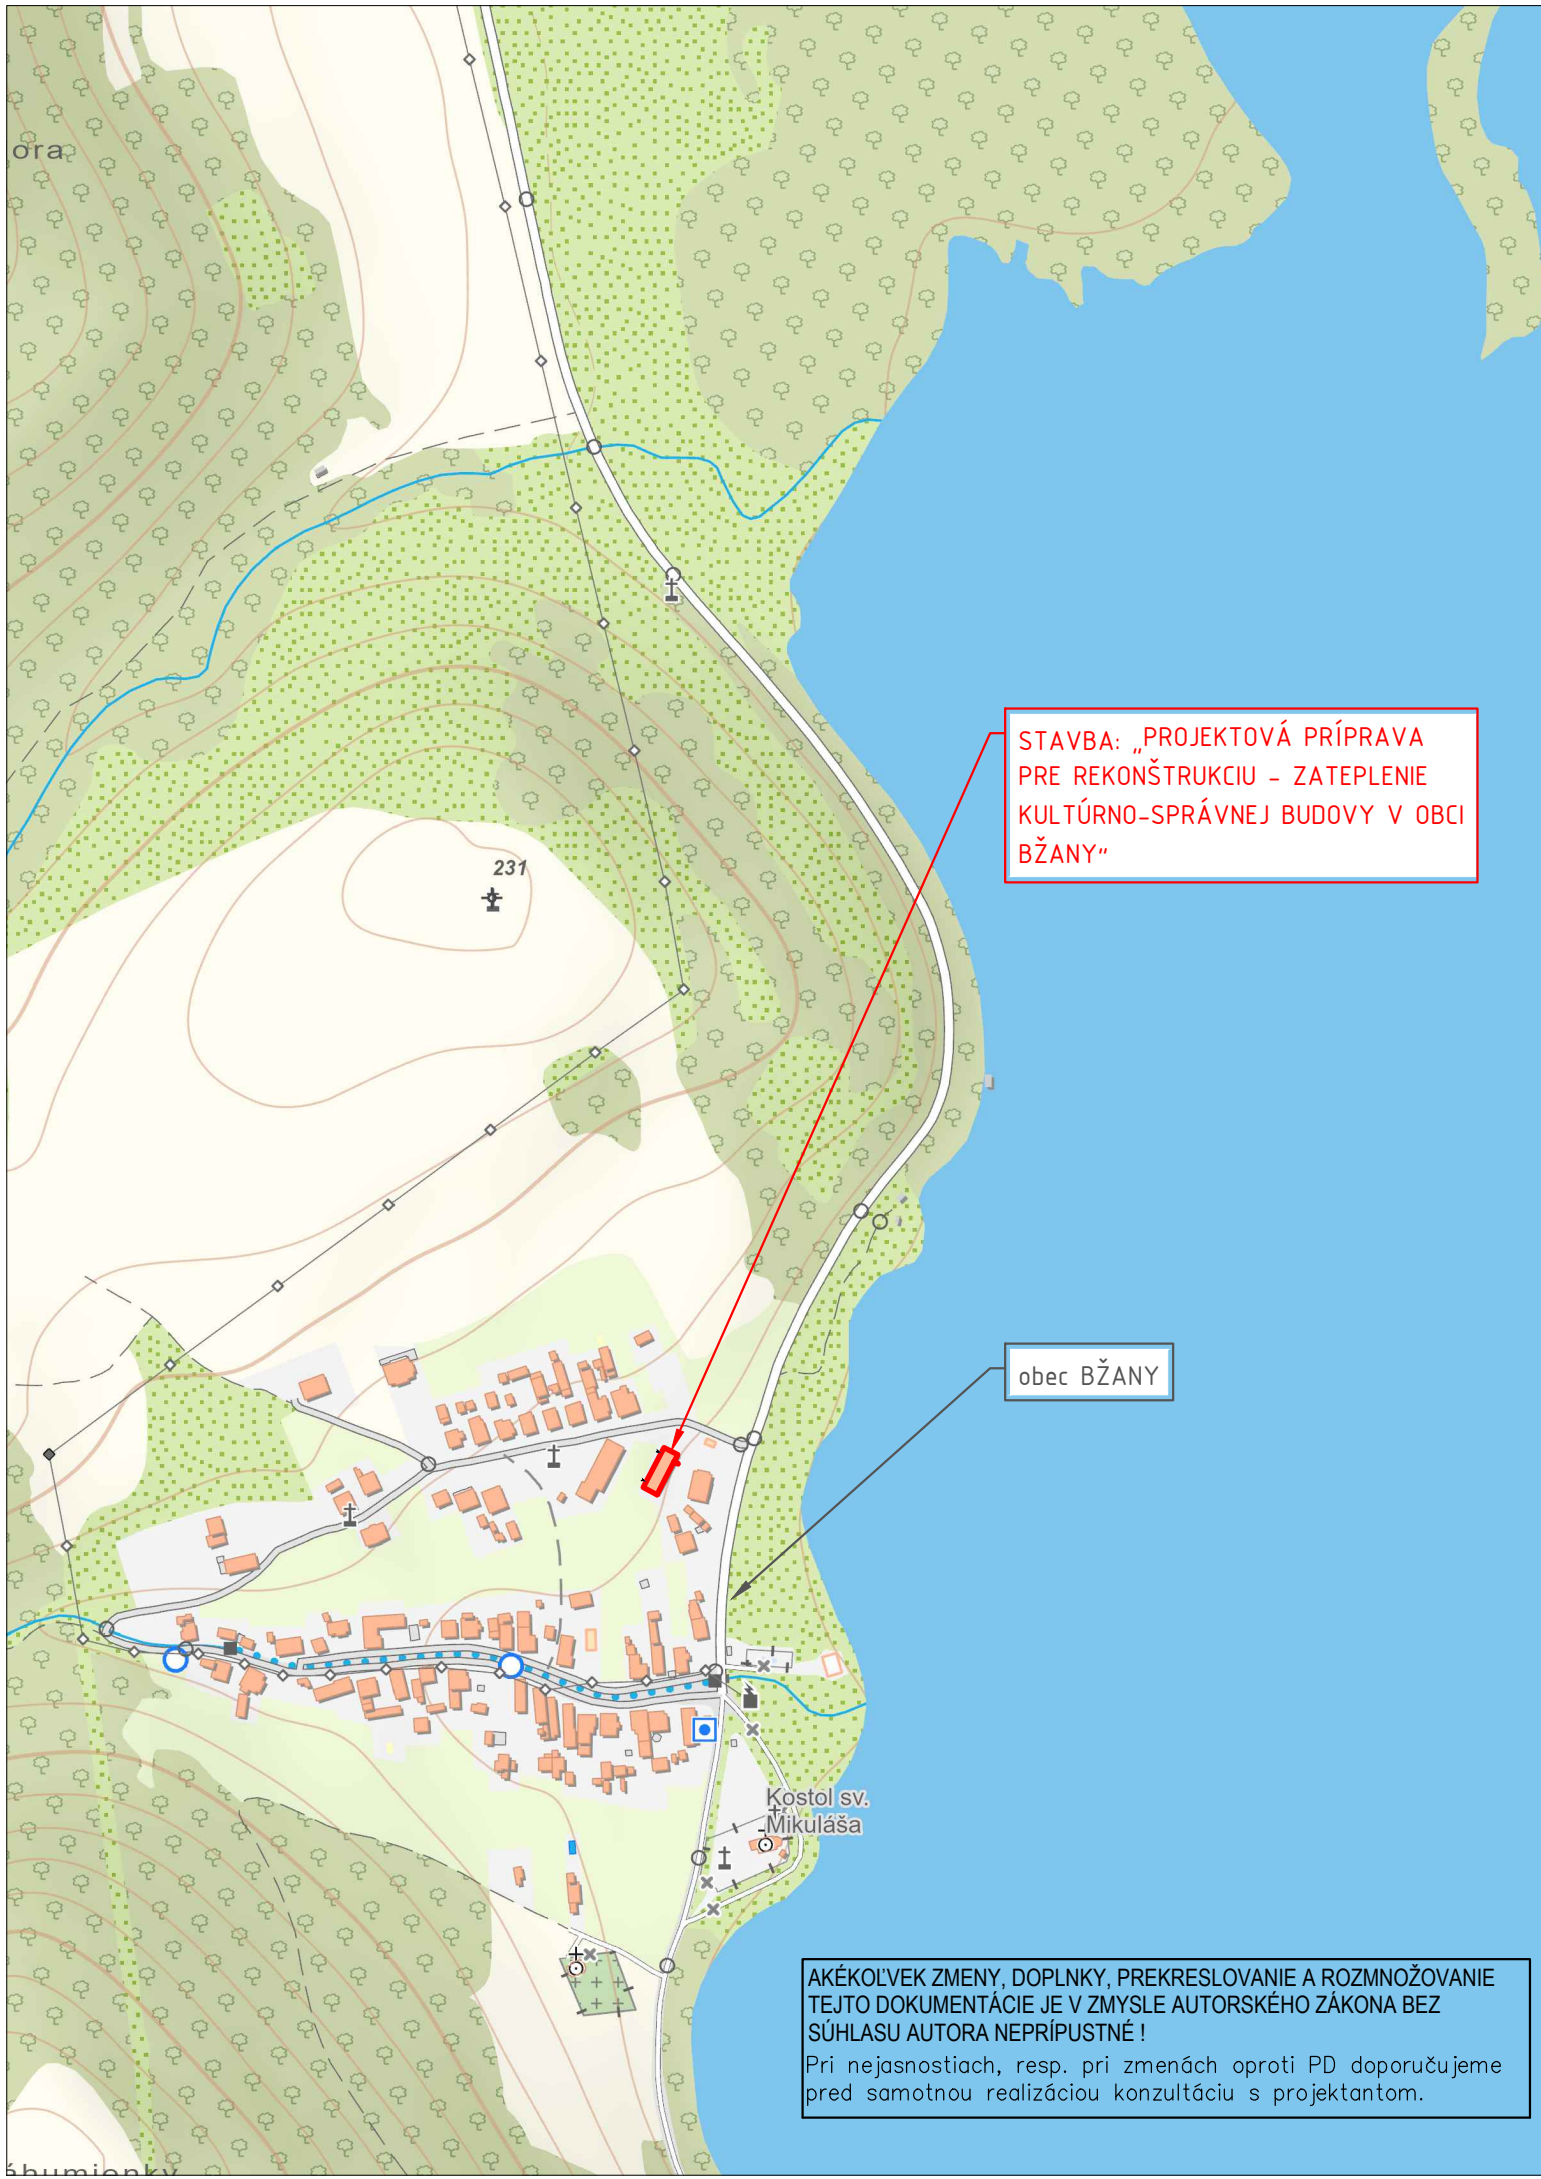 ora
STAVBA: „PROJEKTOVÁ PRÍPRAVA
PRE REKONŠTRUKCIU - ZATEPLENIE
KULTÚRNO-SPRÁVNEJ BUDOVY V OBCI
BŽANY“
231
obec BŽANY
Kostol sv.
Mikuláša
AKÉKOĽVEK ZMENY, DOPLNKY, PREKRESLOVANIE A ROZMNOŽOVANIE
TEJTO DOKUMENTÁCIE JE V ZMYSLE AUTORSKÉHO ZÁKONA BEZ
SÚHLASU AUTORA NEPRÍPUSTNÉ !
Pri nejasnostiach, resp. pri zmenách oproti PD doporučujeme
pred samotnou realizáciou konzultáciu s projektantom.